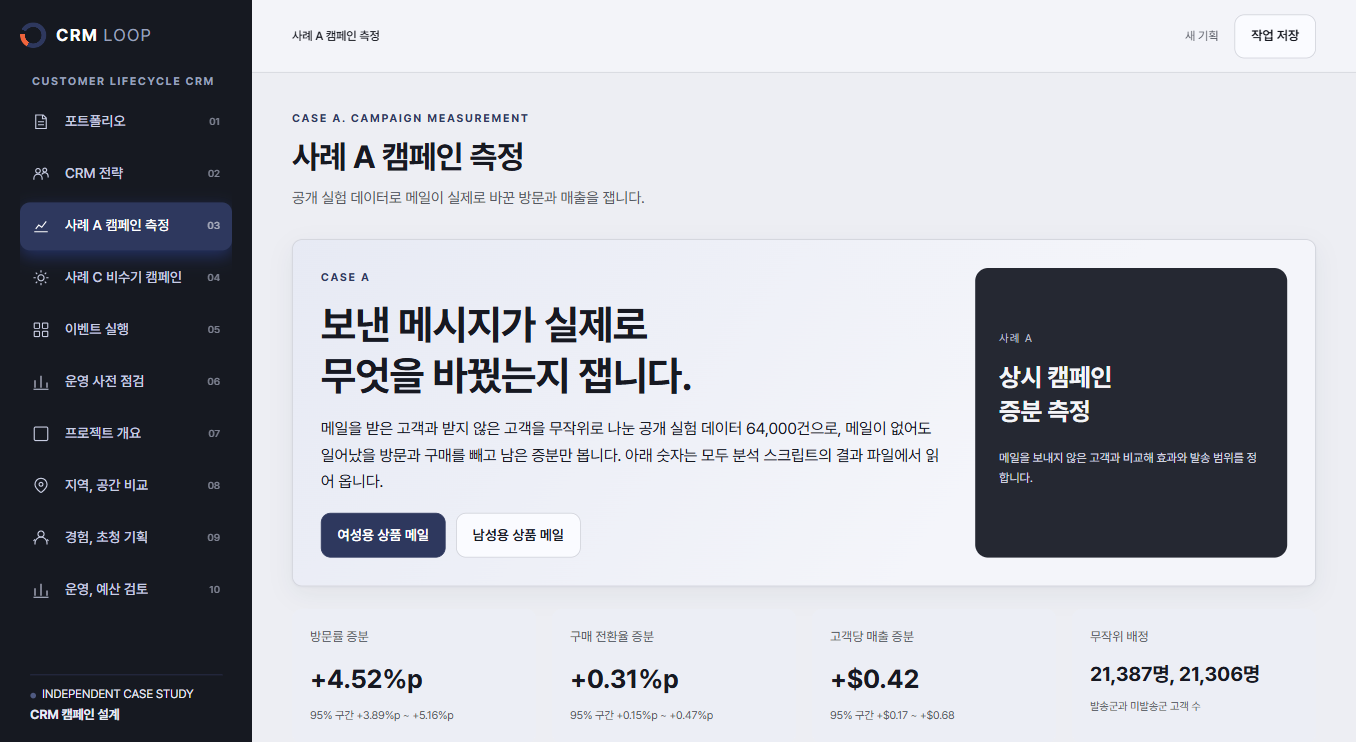 CRM LOOP
CUSTOMER LIFECYCLE CRM
포트폴리오 01
CRM 전략 02
사례 A 캠페인 측정 03
사례 C 비수기 캠페인 04
이벤트 실행 05
운영 사전 점검 06
프로젝트 개요 07
지역, 공간 비교 08
경험, 초청 기획 09
운영, 예산 검토 10
INDEPENDENT CASE STUDY
CRM 캠페인 설계
사례 A 캠페인 측정
새 기획
작업 저장
CASE A. CAMPAIGN MEASUREMENT
사례 A 캠페인 측정
공개 실험 데이터로 메일이 실제로 바꾼 방문과 매출을 잽니다.
CASE A
보낸 메시지가 실제로
무엇을 바꿨는지 잽니다.
메일을 받은 고객과 받지 않은 고객을 무작위로 나눈 공개 실험 데이터 64,000건으로, 메일이 없어도
일어났을 방문과 구매를 빼고 남은 증분만 봅니다. 아래 숫자는 모두 분석 스크립트의 결과 파일에서 읽
어 옵니다.
여성용 상품 메일
남성용 상품 메일
사례 A
상시 캠페인
증분 측정
메일을 보내지 않은 고객과 비교해 효과와 발송 범위를 정
합니다.
방문률 증분
+4.52%p
95% 구간 +3.89%p ~ +5.16%p
구매 전환율 증분
+0.31%p
95% 구간 +0.15%p ~ +0.47%p
고객당 매출 증분
+$0.42
95% 구간 +$0.17 ~ +$0.68
무작위 배정
21,387명, 21,306명
발송군과 미발송군 고객 수